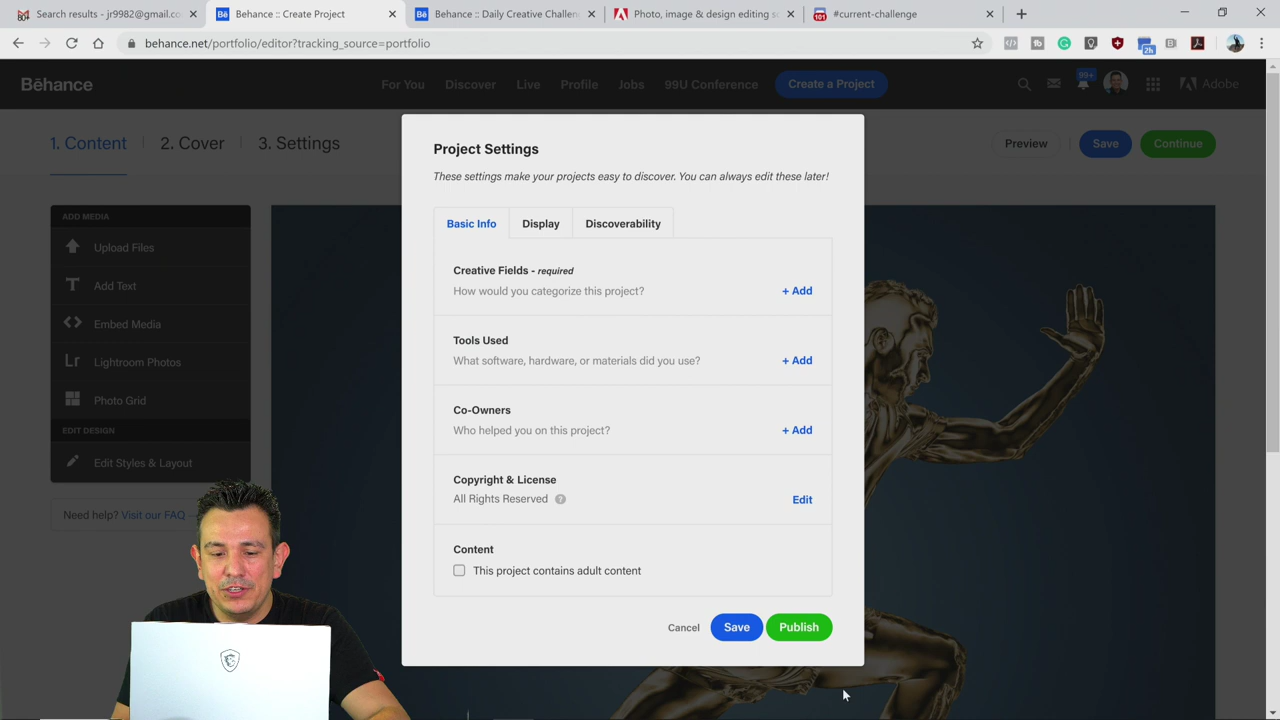 Search results - jr9982@gmail.co
Behance :: Create Project
Behance :: Daily Creative Challen
Photo, image & design editing so
#current-challenge
behance.net/portfolio/editor?tracking_source=portfolio
2h
Bēhance
For You
Discover
Live
Profile
Jobs
99U Conference
Create a Project
99+
Adobe
1. Content
2. Cover
3. Settings
Preview
Save
Continue
ADD MEDIA
Upload Files
Add Text
Embed Media
Lr Lightroom Photos
Photo Grid
EDIT DESIGN
Edit Styles & Layout
Need help? Visit our FAQ
Project Settings
These settings make your projects easy to discover. You can always edit these later!
Basic Info
Display
Discoverability
Creative Fields - required
How would you categorize this project?
+ Add
Tools Used
What software, hardware, or materials did you use?
+ Add
Co-Owners
Who helped you on this project?
+ Add
Copyright & License
All Rights Reserved ?
Edit
Content
This project contains adult content
Cancel
Save
Publish